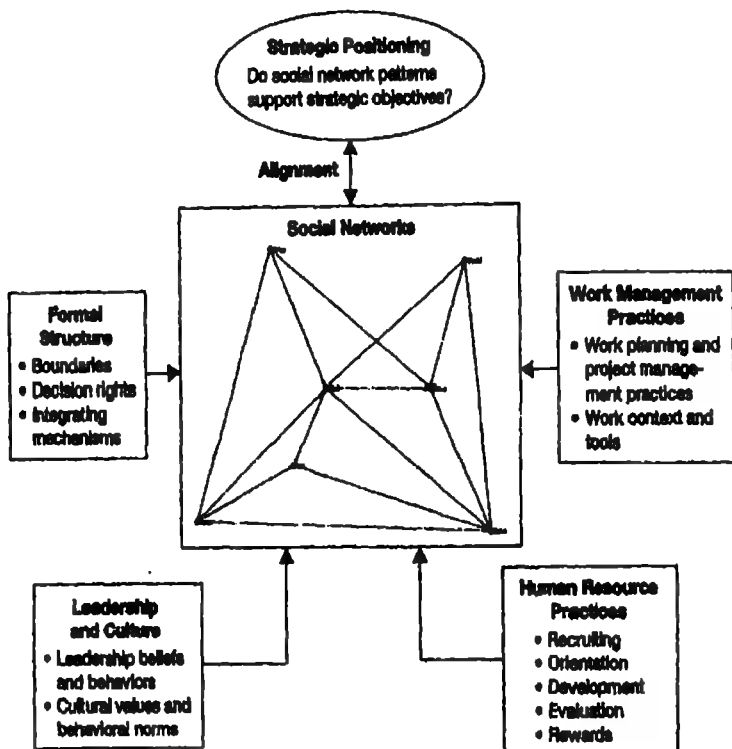 Strategic Positioning
Do social network patterns
support strategic objectives?
Alignment
Social Networks
Formal
Structure
• Boundaries
• Decision rights
• Integrating
mechanisms
Work Management
Practices
• Work planning and
project manage-
ment practices
• Work context and
tools
Leadership
and Culture
• Leadership beliefs
and behaviors
• Cultural values and
behavioral norms
Human Resource
Practices
• Recruiting
• Orientation
• Development
• Evaluation
• Rewards